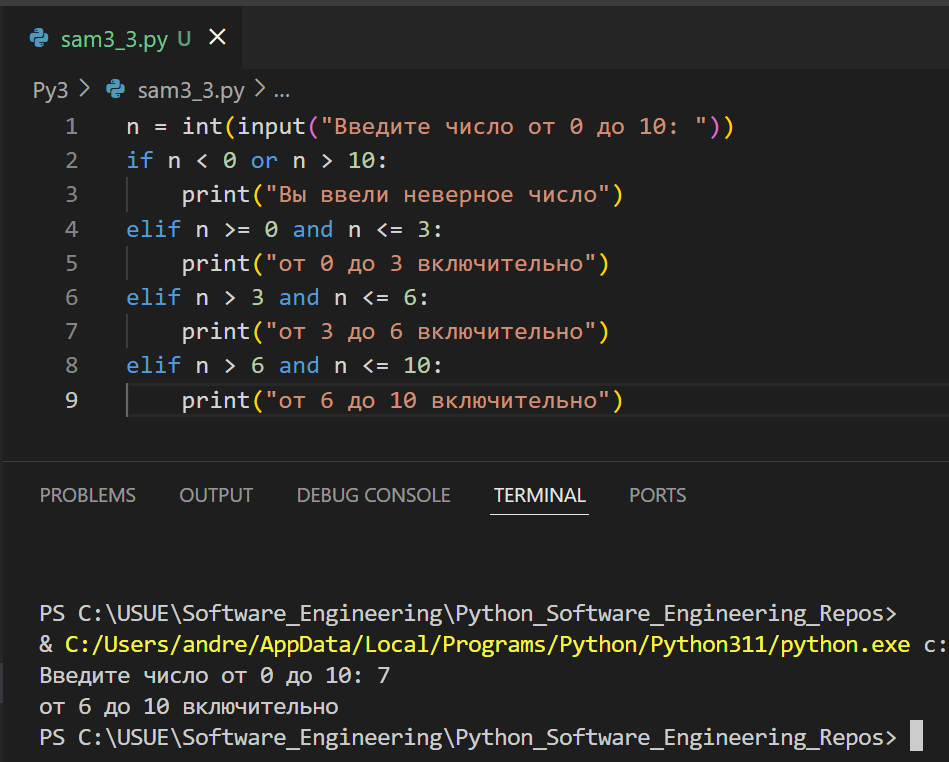 sam3_3.py U ×
Py3 > sam3_3.py > ...
1 n = int(input("Введите число от 0 до 10: "))
2 if n < 0 or n > 10:
3     print("Вы ввели неверное число")
4 elif n >= 0 and n <= 3:
5     print("от 0 до 3 включительно")
6 elif n > 3 and n <= 6:
7     print("от 3 до 6 включительно")
8 elif n > 6 and n <= 10:
9     print("от 6 до 10 включительно")
PROBLEMS OUTPUT DEBUG CONSOLE TERMINAL PORTS
PS C:\USUE\Software_Engineering\Python_Software_Engineering_Repos>
& C:/Users/andre/AppData/Local/Programs/Python/Python311/python.exe c:
Введите число от 0 до 10: 7
от 6 до 10 включительно
PS C:\USUE\Software_Engineering\Python_Software_Engineering_Repos>